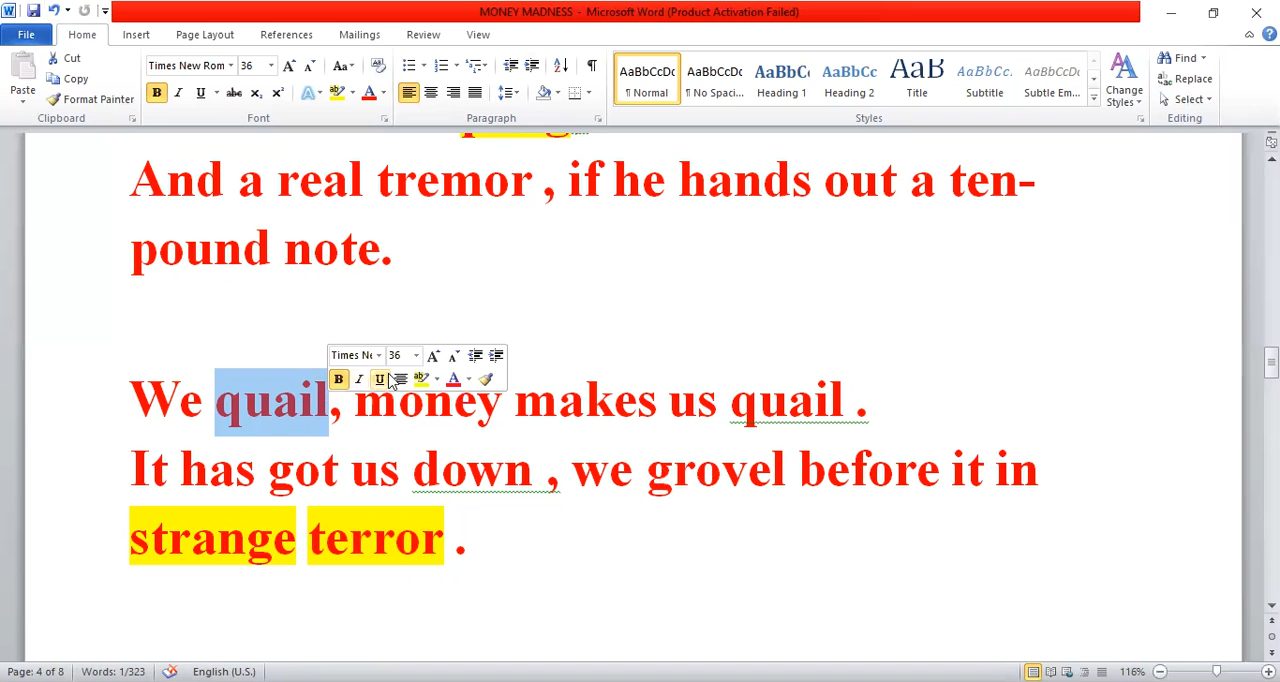 MONEY MADNESS - Microsoft Word (Product Activation Failed)
File Home Insert Page Layout References Mailings Review View
Paste
Cut
Copy
Format Painter
Clipboard
Times New Rom 36
Font
Paragraph
AaBbCcDc AaBbCcDc AaBbCc AaBbCc AaB AaBbCc. AaBbCcDc
¶ Normal ¶ No Spaci... Heading 1 Heading 2 Title Subtitle Subtle Em...
Change Styles
Styles
Find
Replace
Select
Editing
And a real tremor , if he hands out a ten-
pound note.
Times Ne 36
We quail, money makes us quail .
It has got us down , we grovel before it in
strange terror .
Page: 4 of 8 Words: 1/323 English (U.S.) 116%